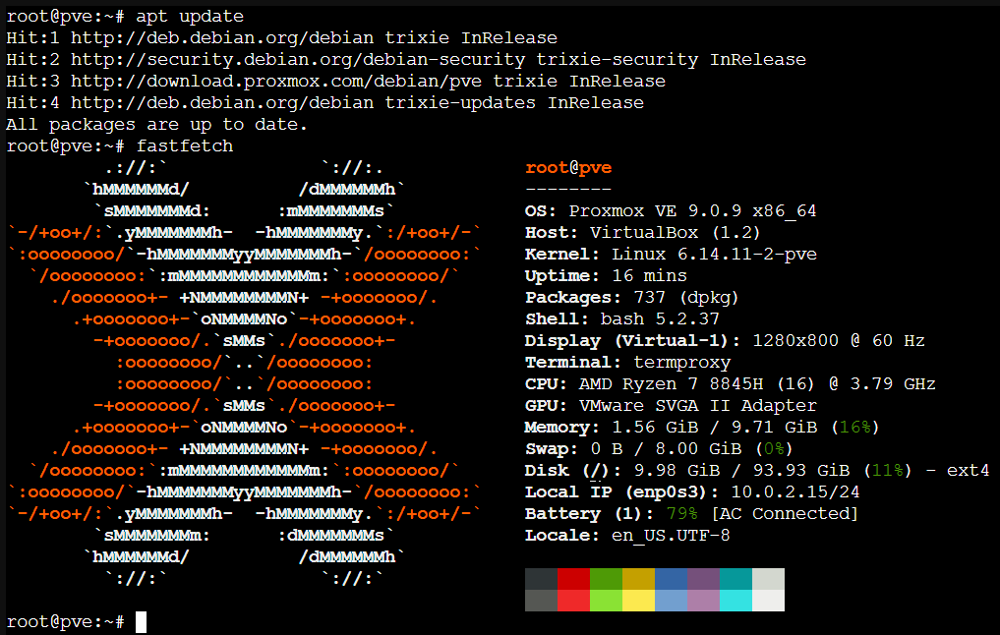 root@pve:~# apt update
Hit:1 http://deb.debian.org/debian trixie InRelease
Hit:2 http://security.debian.org/debian-security trixie-security InRelease
Hit:3 http://download.proxmox.com/debian/pve trixie InRelease
Hit:4 http://deb.debian.org/debian trixie-updates InRelease
All packages are up to date.
root@pve:~# fastfetch
         .://:`              `://:.            root@pve
       `hMMMMMMd/          /dMMMMMMh`          --------
        `sMMMMMMMd:      :mMMMMMMMs`           OS: Proxmox VE 9.0.9 x86_64
`-/+oo+/:`.yMMMMMMMh-  -hMMMMMMMy.`:/+oo+/-`   Host: VirtualBox (1.2)
`:oooooooo/`-hMMMMMMMyyMMMMMMMh-`/oooooooo:`   Kernel: Linux 6.14.11-2-pve
  `/oooooooo:`:mMMMMMMMMMMMMm:`:oooooooo/`     Uptime: 16 mins
    ./ooooooo+- +NMMMMMMMMN+ -+ooooooo/.       Packages: 737 (dpkg)
      .+ooooooo+-`oNMMMMNo`-+ooooooo+.         Shell: bash 5.2.37
        -+ooooooo/.`sMMs`./ooooooo+-           Display (Virtual-1): 1280x800 @ 60 Hz
          :oooooooo/`..`/oooooooo:             Terminal: termproxy
          :oooooooo/`..`/oooooooo:             CPU: AMD Ryzen 7 8845H (16) @ 3.79 GHz
        -+ooooooo/.`sMMs`./ooooooo+-           GPU: VMware SVGA II Adapter
      .+ooooooo+-`oNMMMMNo`-+ooooooo+.         Memory: 1.56 GiB / 9.71 GiB (16%)
    ./ooooooo+- +NMMMMMMMMN+ -+ooooooo/.       Swap: 0 B / 8.00 GiB (0%)
  `/oooooooo:`:mMMMMMMMMMMMMm:`:oooooooo/`     Disk (/): 9.98 GiB / 93.93 GiB (11%) - ext4
`:oooooooo/`-hMMMMMMMyyMMMMMMMh-`/oooooooo:`   Local IP (enp0s3): 10.0.2.15/24
`-/+oo+/:`.yMMMMMMMh-  -hMMMMMMMy.`:/+oo+/-`   Battery (1): 79% [AC Connected]
        `sMMMMMMMm:      :dMMMMMMMs`           Locale: en_US.UTF-8
       `hMMMMMMd/          /dMMMMMMh`
         `://:`              `://:`
root@pve:~#